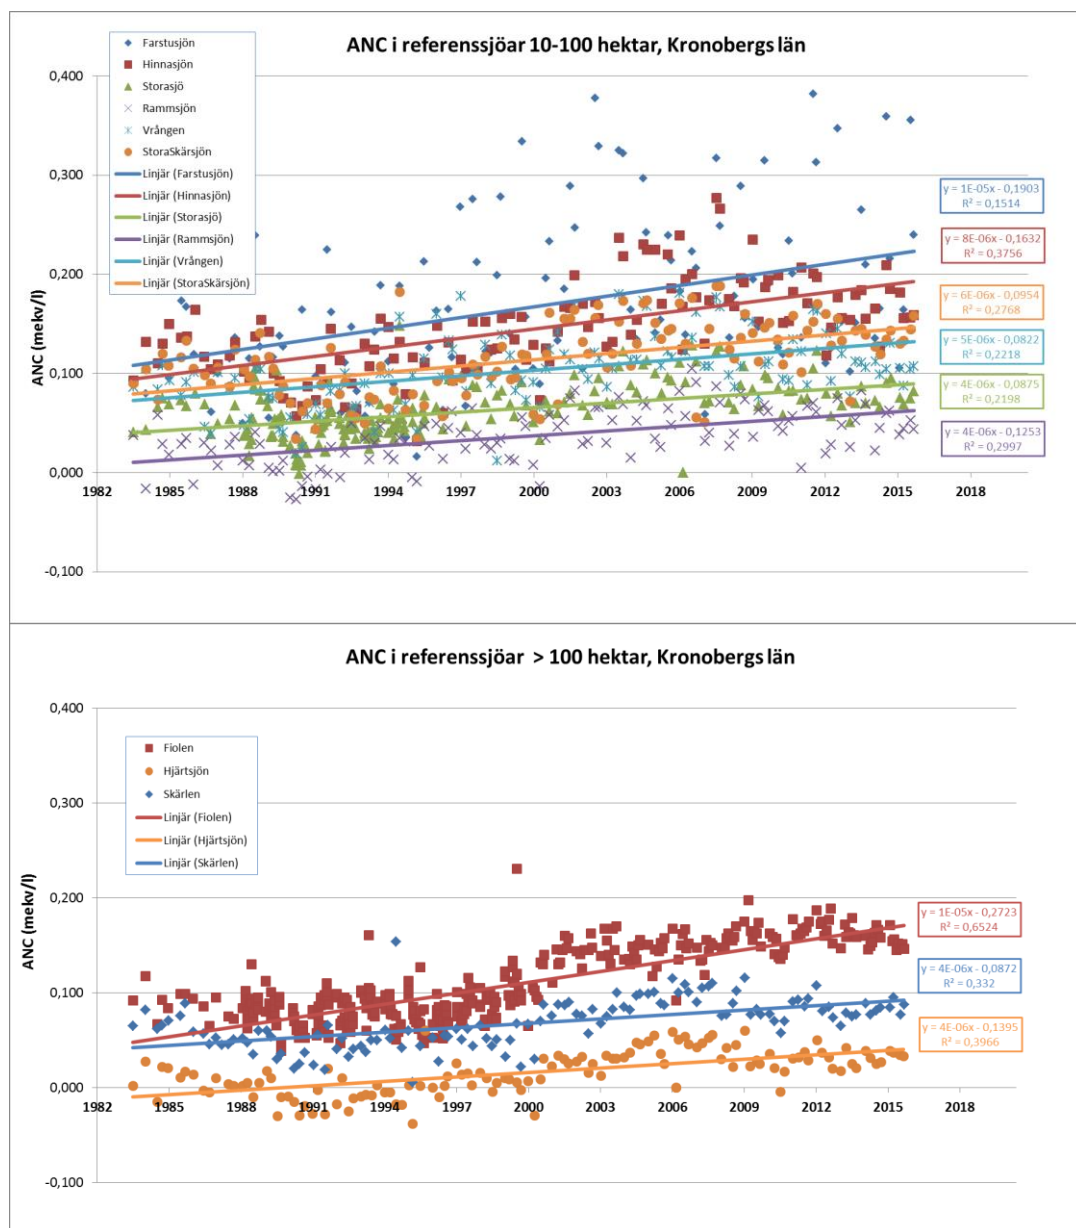 ANC i referenssjöar 10-100 hektar, Kronobergs län
Farstusjön
Hinnasjön
Storasjö
Rammsjön
Vrången
StoraSkärsjön
Linjär (Farstusjön)
Linjär (Hinnasjön)
Linjär (Storasjö)
Linjär (Rammsjön)
Linjär (Vrången)
Linjär (StoraSkärsjön)
ANC (mekv/l)
0,400
0,300
0,200
0,100
0,000
-0,100
1982 1985 1988 1991 1994 1997 2000 2003 2006 2009 2012 2015 2018
y = 1E-05x - 0,1903
R² = 0,1514
y = 8E-06x - 0,1632
R² = 0,3756
y = 6E-06x - 0,0954
R² = 0,2768
y = 5E-06x - 0,0822
R² = 0,2218
y = 4E-06x - 0,0875
R² = 0,2198
y = 4E-06x - 0,1253
R² = 0,2997
ANC i referenssjöar > 100 hektar, Kronobergs län
Fiolen
Hjärtsjön
Skärlen
Linjär (Fiolen)
Linjär (Hjärtsjön)
Linjär (Skärlen)
ANC (mekv/l)
0,400
0,300
0,200
0,100
0,000
-0,100
1982 1985 1988 1991 1994 1997 2000 2003 2006 2009 2012 2015 2018
y = 1E-05x - 0,2723
R² = 0,6524
y = 4E-06x - 0,0872
R² = 0,332
y = 4E-06x - 0,1395
R² = 0,3966